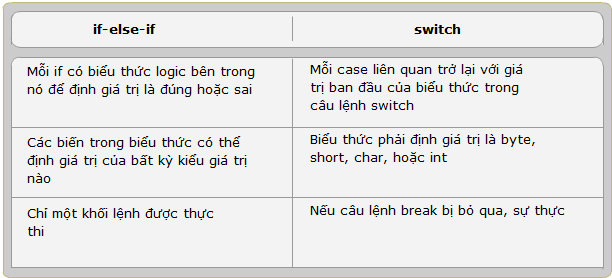 if-else-if
switch
Mỗi if có biểu thức logic bên trong
nó để định giá trị là đúng hoặc sai
Mỗi case liên quan trở lại với giá
trị ban đầu của biểu thức trong
câu lệnh switch
Các biến trong biểu thức có thể
định giá trị của bất kỳ kiểu giá trị
nào
Biểu thức phải định giá trị là byte,
short, char, hoặc int
Chỉ một khối lệnh được thực
thi
Nếu câu lệnh break bị bỏ qua, sự thực